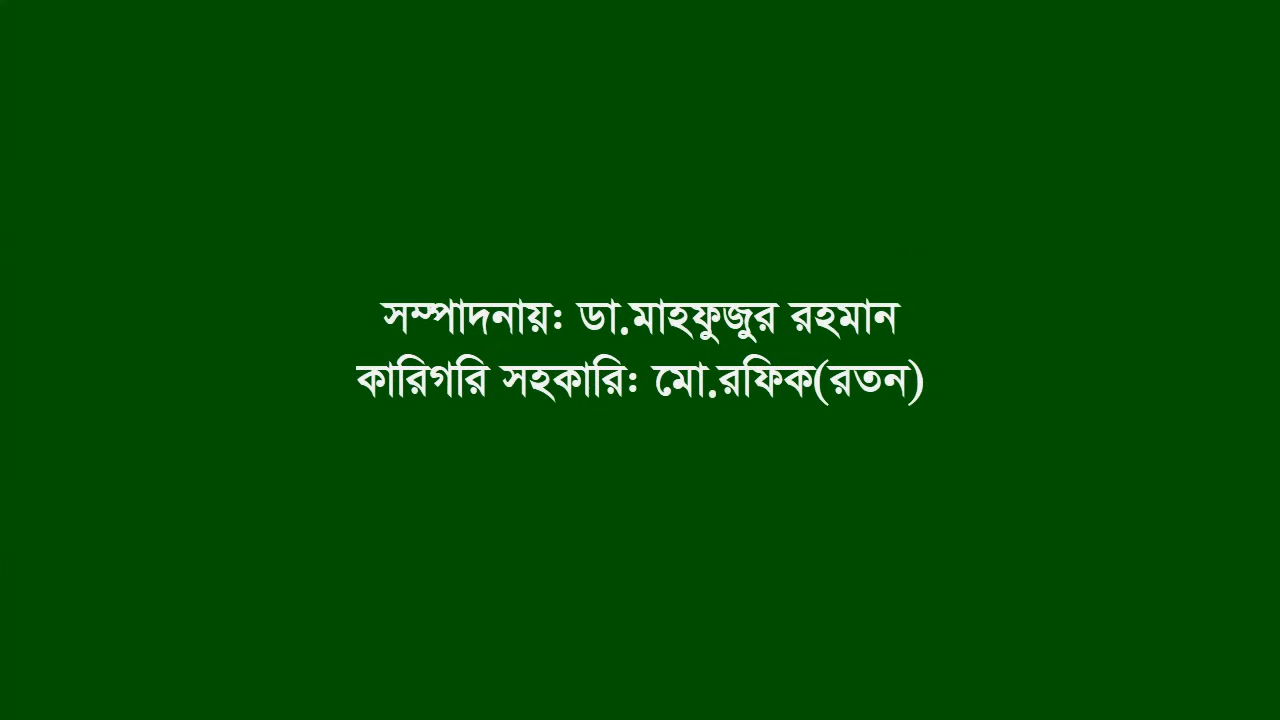 সম্পাদনায়: ডা.মাহফুজুর রহমান
কারিগরি সহকারি: মো.রফিক(রতন)